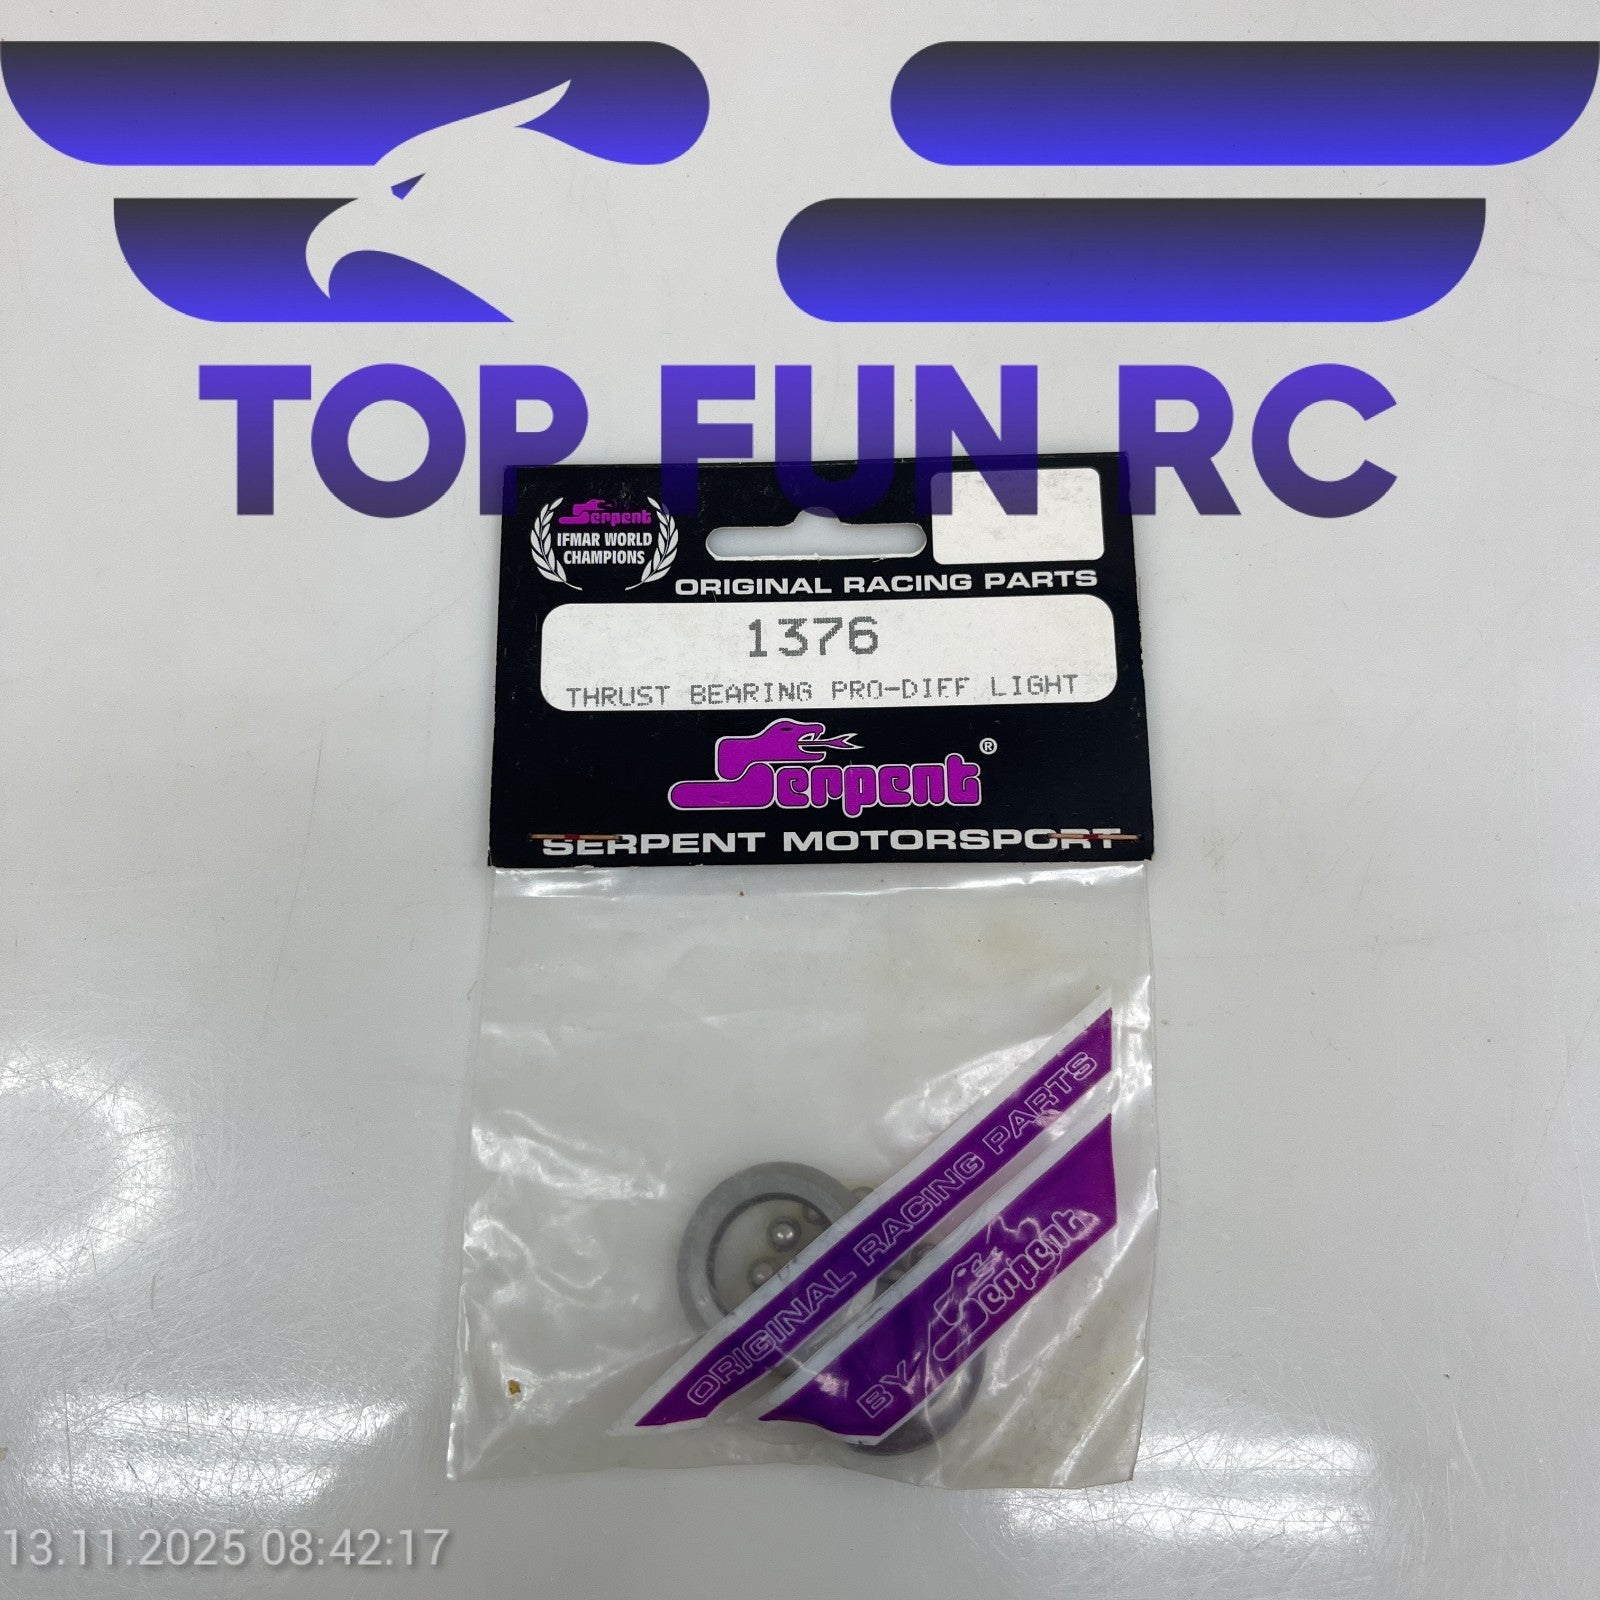 TOP FUN RC
Serpent
IFMAR WORLD
CHAMPIONS
ORIGINAL RACING PARTS
1376
THRUST BEARING PRO-DIFF LIGHT
Serpent®
SERPENT MOTORSPORT
ORIGINAL RACING PARTS
BY Serpent
13.11.2025 08:42:17